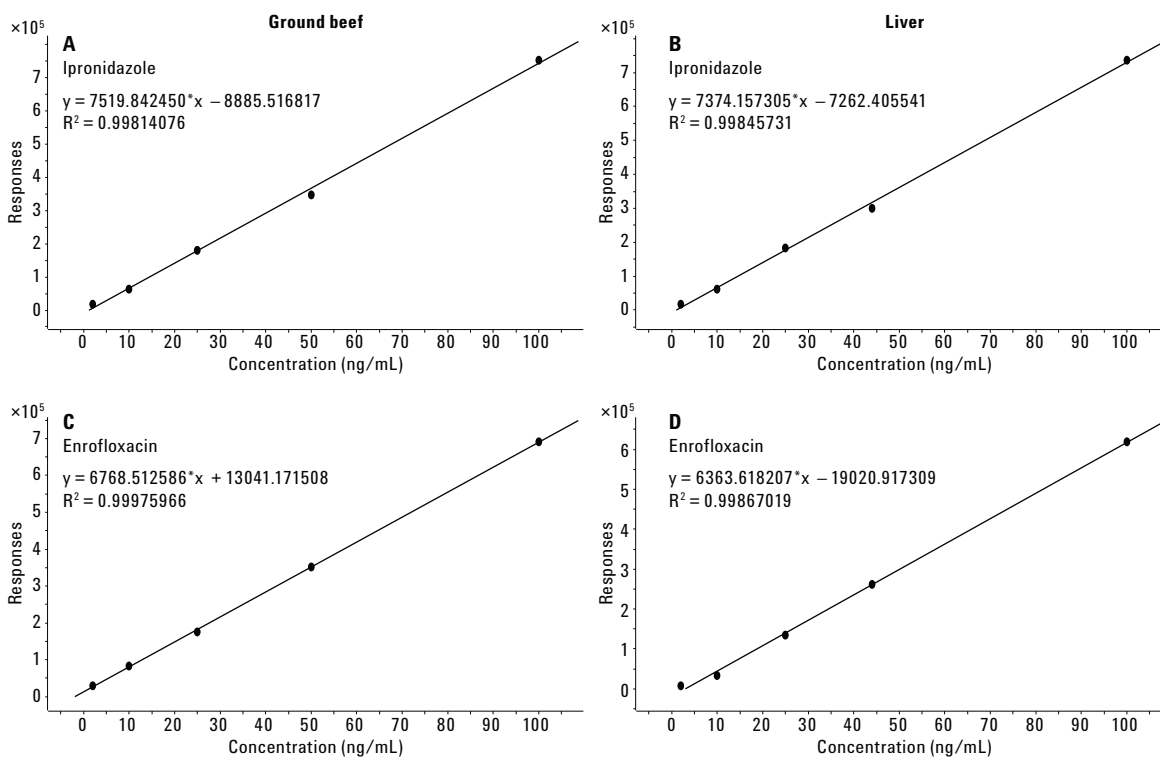 Ground beef
×10⁵
A
Ipronidazole
y = 7519.842450*x − 8885.516817
R² = 0.99814076
Responses
7
6
5
4
3
2
1
0
0 10 20 30 40 50 60 70 80 90 100
Concentration (ng/mL)
Liver
×10⁵
B
Ipronidazole
y = 7374.157305*x − 7262.405541
R² = 0.99845731
Responses
7
6
5
4
3
2
1
0
0 10 20 30 40 50 60 70 80 90 100
Concentration (ng/mL)
×10⁵
C
Enrofloxacin
y = 6768.512586*x + 13041.171508
R² = 0.99975966
Responses
7
6
5
4
3
2
1
0
0 10 20 30 40 50 60 70 80 90 100
Concentration (ng/mL)
×10⁵
D
Enrofloxacin
y = 6363.618207*x − 19020.917309
R² = 0.99867019
Responses
6
5
4
3
2
1
0
0 10 20 30 40 50 60 70 80 90 100
Concentration (ng/mL)